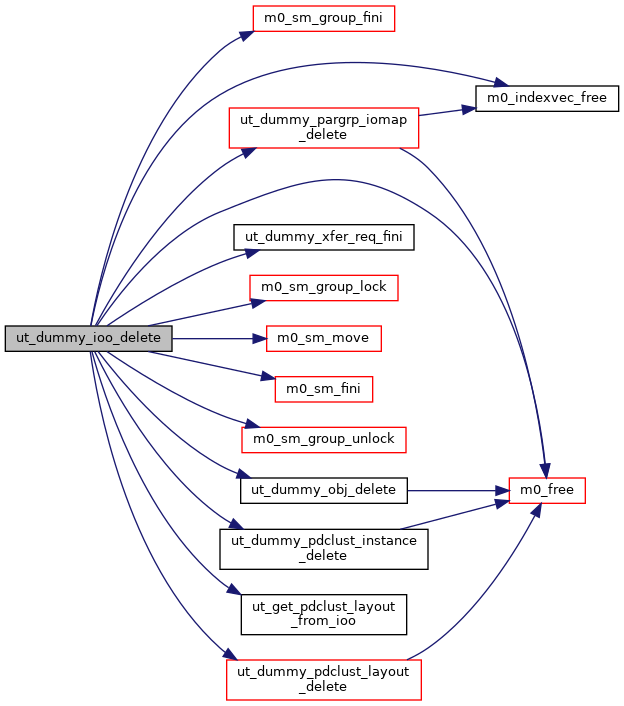 m0_sm_group_fini
m0_indexvec_free
ut_dummy_pargrp_iomap
_delete
ut_dummy_xfer_req_fini
m0_sm_group_lock
ut_dummy_ioo_delete
m0_sm_move
m0_sm_fini
m0_sm_group_unlock
ut_dummy_obj_delete
m0_free
ut_dummy_pdclust_instance
_delete
ut_get_pdclust_layout
_from_ioo
ut_dummy_pdclust_layout
_delete